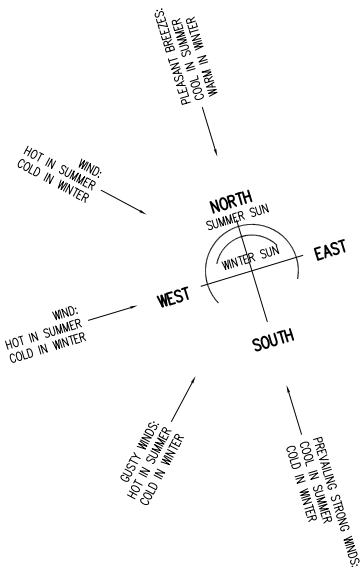 PLEASANT BREEZES:
COOL IN SUMMER
WARM IN WINTER
WIND:
HOT IN SUMMER
COLD IN WINTER
NORTH
SUMMER SUN
WINTER SUN
EAST
WEST
SOUTH
WIND:
HOT IN SUMMER
COLD IN WINTER
GUSTY WINDS:
HOT IN SUMMER
COLD IN WINTER
PREVAILING STRONG WINDS:
COOL IN SUMMER
COLD IN WINTER